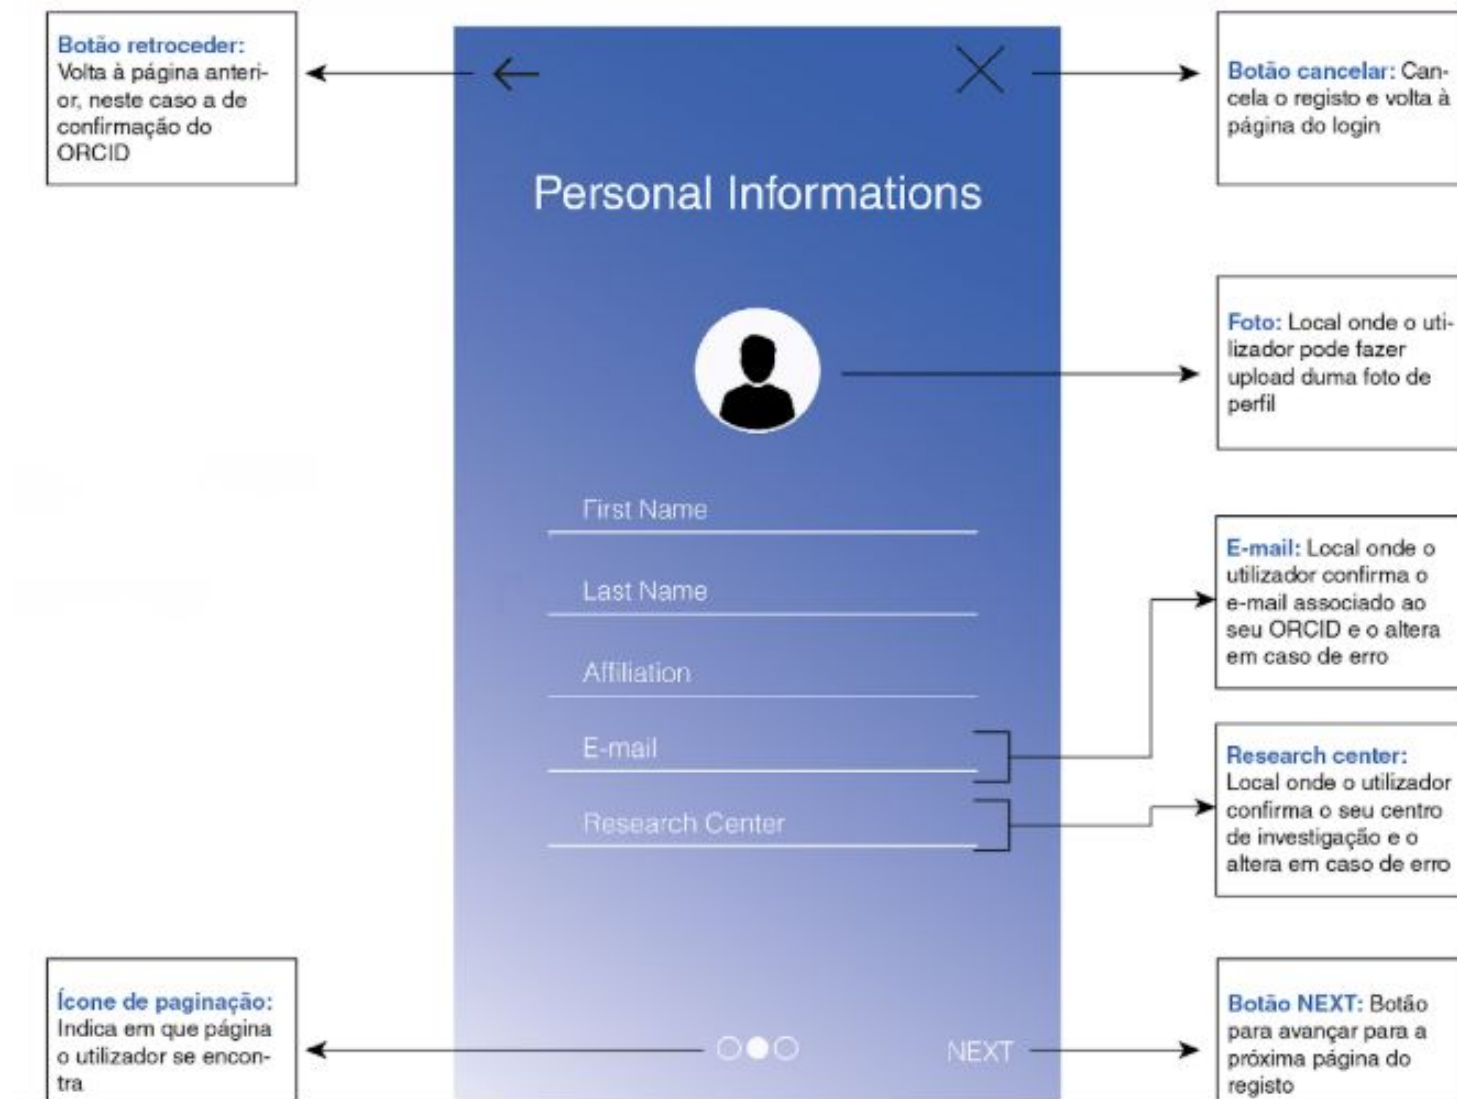 Botão retroceder:
Volta à página anteri-
or, neste caso a de
confirmação do
ORCID
Botão cancelar: Can-
cela o registo e volta à
página do login
Personal Informations
Foto: Local onde o uti-
lizador pode fazer
upload duma foto de
perfil
First Name
Last Name
Affiliation
E-mail
Research Center
E-mail: Local onde o
utilizador confirma o
e-mail associado ao
seu ORCID e o altera
em caso de erro
Research center:
Local onde o utilizador
confirma o seu centro
de investigação e o
altera em caso de erro
Ícone de paginação:
Indica em que página
o utilizador se encon-
tra
NEXT
Botão NEXT: Botão
para avançar para a
próxima página do
registo